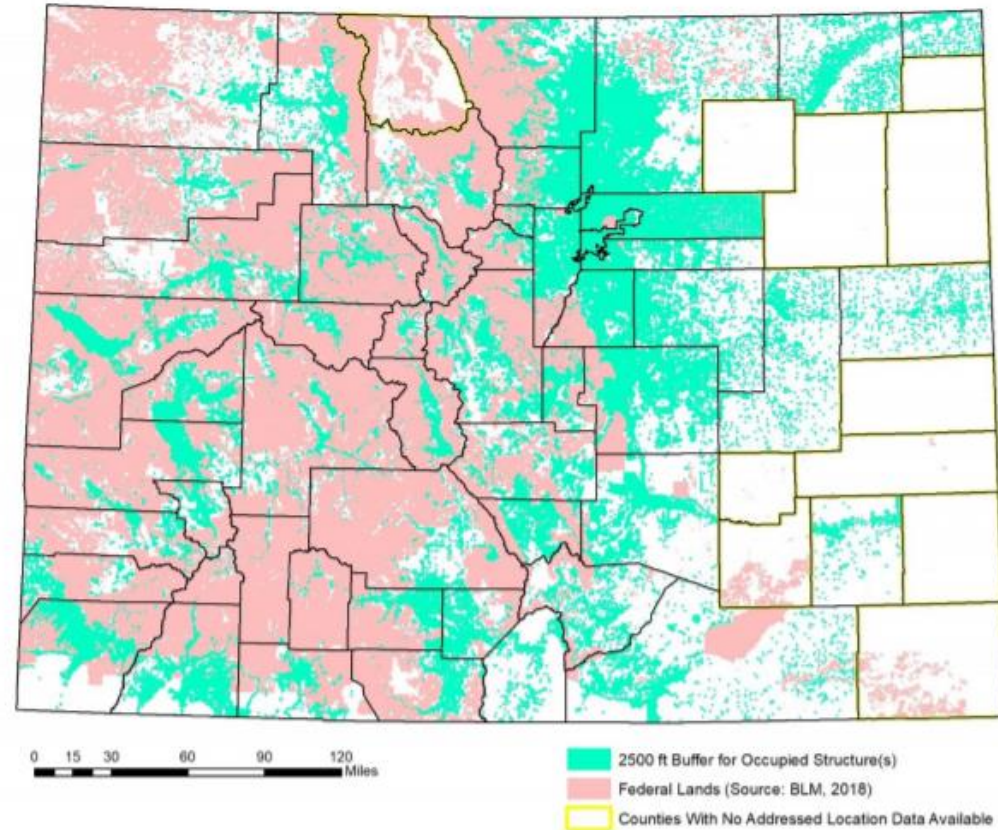 0 15 30 60 90 120
Miles
2500 ft Buffer for Occupied Structure(s)
Federal Lands (Source: BLM, 2018)
Counties With No Addressed Location Data Available